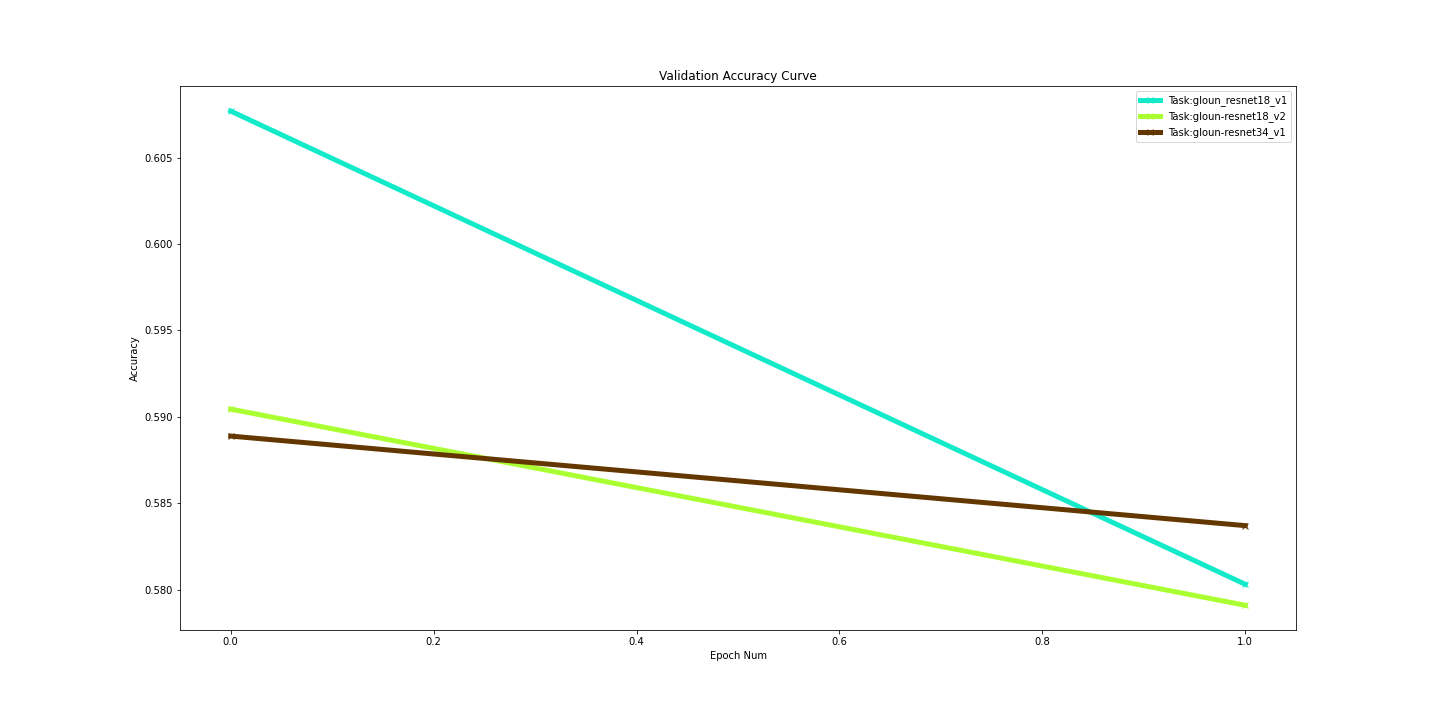 Validation Accuracy Curve
Task:gloun_resnet18_v1
Task:gloun-resnet18_v2
Task:gloun-resnet34_v1
0.605
0.600
0.595
0.590
0.585
0.580
Accuracy
0.0 0.2 0.4 0.6 0.8 1.0
Epoch Num